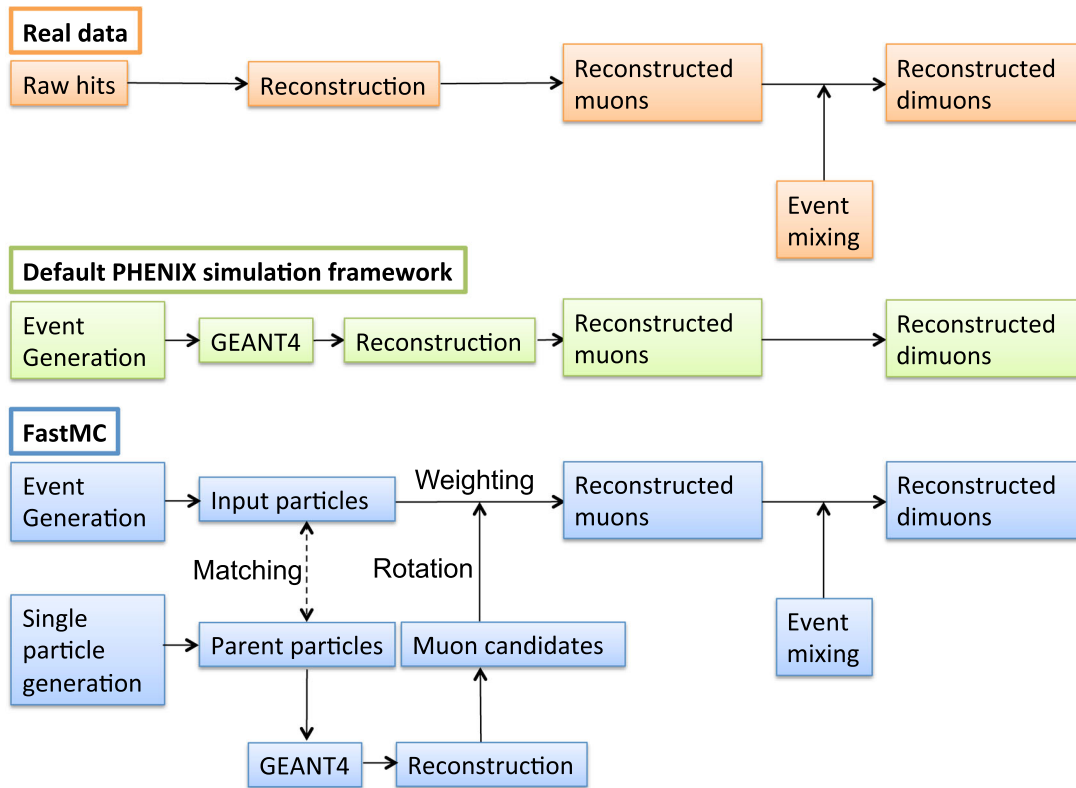 Real data
Raw hits
Reconstruction
Reconstructed
muons
Reconstructed
dimuons
Event
mixing
Default PHENIX simulation framework
Event
Generation
GEANT4
Reconstruction
Reconstructed
muons
Reconstructed
dimuons
FastMC
Event
Generation
Input particles
Weighting
Reconstructed
muons
Reconstructed
dimuons
Matching
Rotation
Single
particle
generation
Parent particles
Muon candidates
Event
mixing
GEANT4
Reconstruction